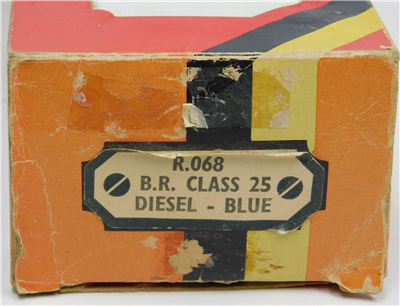 R.068
B.R. CLASS 25
DIESEL - BLUE